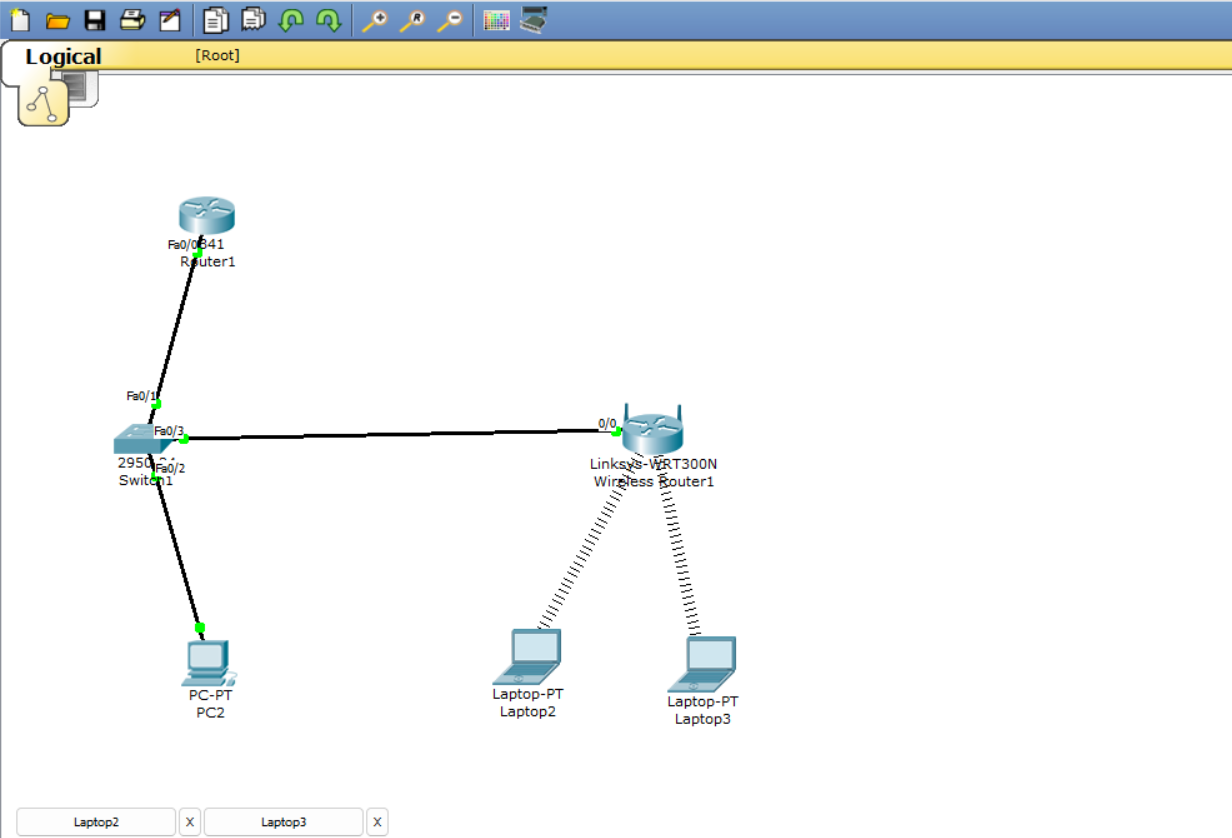 Logical
[Root]
Fa0/0
841
Router1
Fa0/1
Fa0/3
Fa0/2
Switch1
0/0
Linksys-WRT300N
Wireless Router1
PC-PT
PC2
Laptop-PT
Laptop2
Laptop-PT
Laptop3
Laptop2
X
Laptop3
X